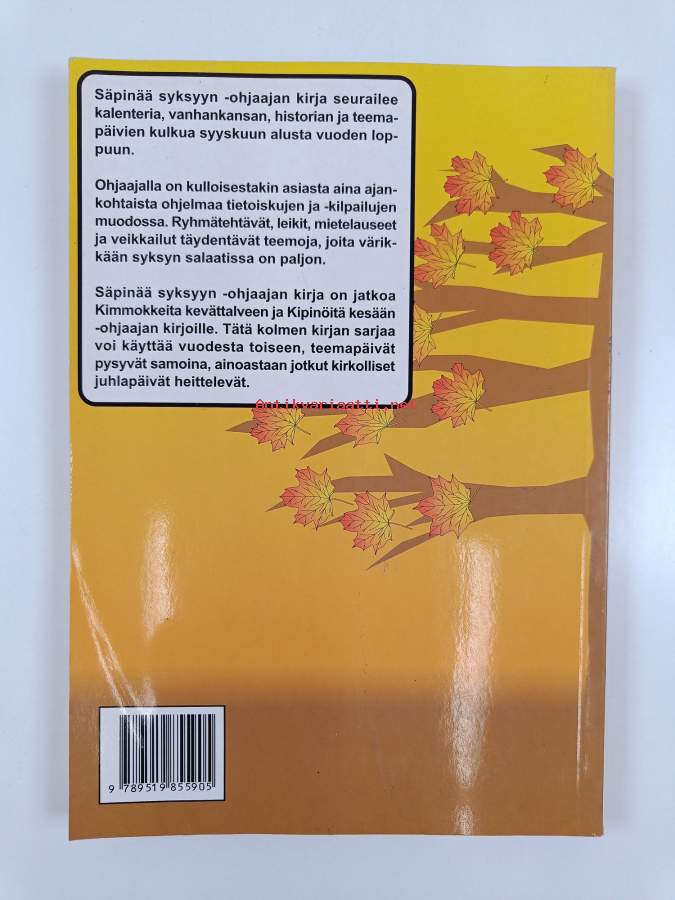 Säpinää syksyyn -ohjaajan kirja seurailee
kalenteria, vanhankansan, historian ja teema-
päivien kulkua syyskuun alusta vuoden lop-
puun.
Ohjaajalla on kulloisestakin asiasta aina ajan-
kohtaista ohjelmaa tietoiskujen ja -kilpailujen
muodossa. Ryhmätehtävät, leikit, mietelauseet
ja veikkailut täydentävät teemoja, joita värik-
kään syksyn salaatissa on paljon.
Säpinää syksyyn -ohjaajan kirja on jatkoa
Kimmokkeita kevättalveen ja Kipinöitä kesään
-ohjaajan kirjoille. Tätä kolmen kirjan sarjaa
voi käyttää vuodesta toiseen, teemapäivät
pysyvät samoina, ainoastaan jotkut kirkolliset
juhlapäivät heittelevät.
Antikvariaatti.net
9 789519 855905